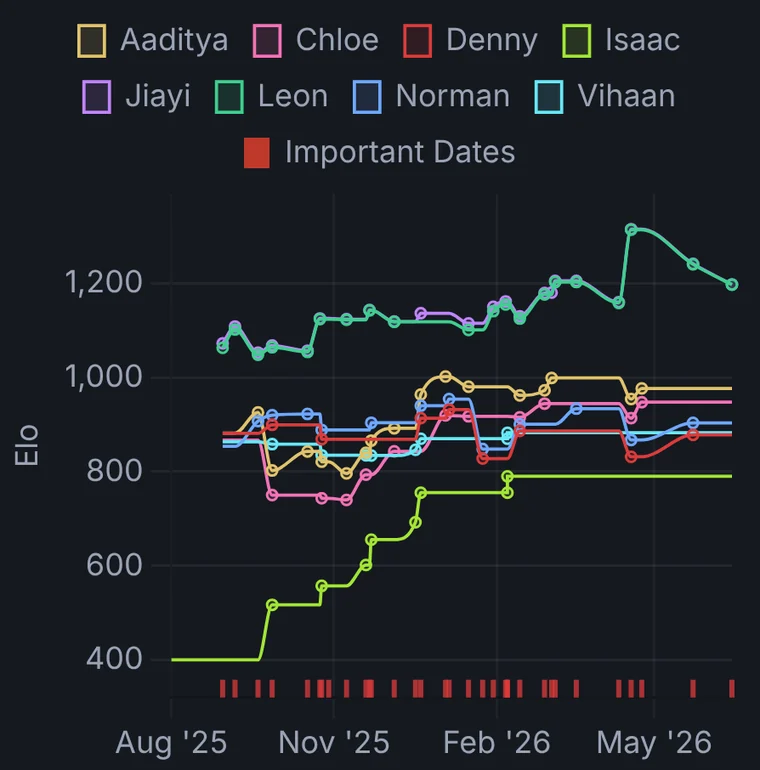 Aaditya Chloe Denny Isaac
Jiayi Leon Norman Vihaan
Important Dates
1,200
1,000
800
600
400
Elo
Aug '25 Nov '25 Feb '26 May '26